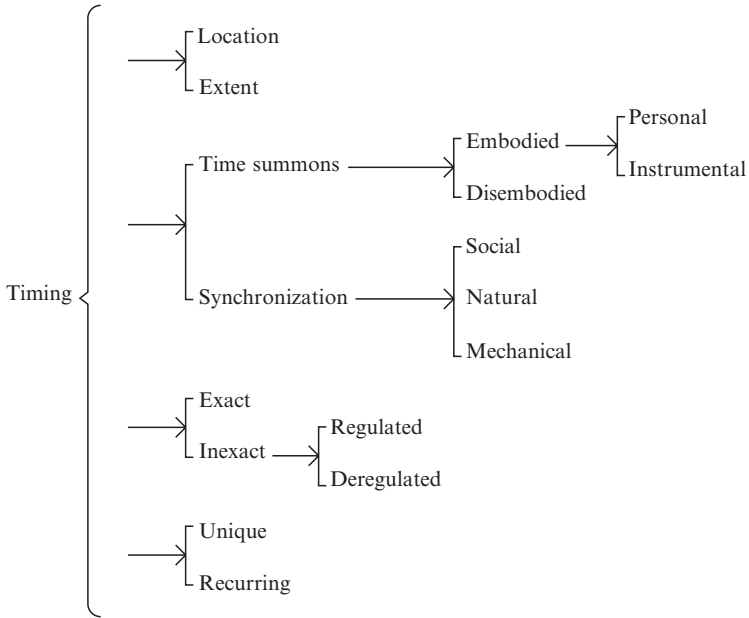 Location
Extent
Personal
Embodied
Time summons
Instrumental
Disembodied
Social
Timing
Synchronization
Natural
Mechanical
Exact
Regulated
Inexact
Deregulated
Unique
Recurring